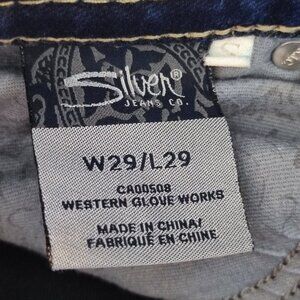 Silver®
JEANS CO.
W29/L29
CA00508
WESTERN GLOVE WORKS
MADE IN CHINA/
FABRIQUÉ EN CHINE